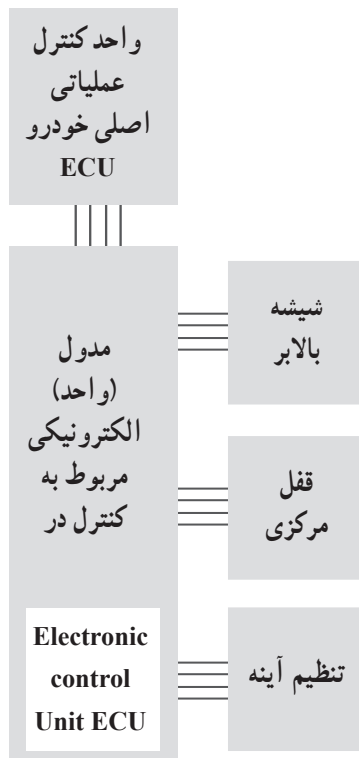 واحد کنترل
عملیاتی
اصلی خودرو
ECU
مدول
(واحد)
الکترونیکی
مربوط به
کنترل در
Electronic
control
Unit ECU
شیشه
بالابر
قفل
مرکزی
تنظیم آینه